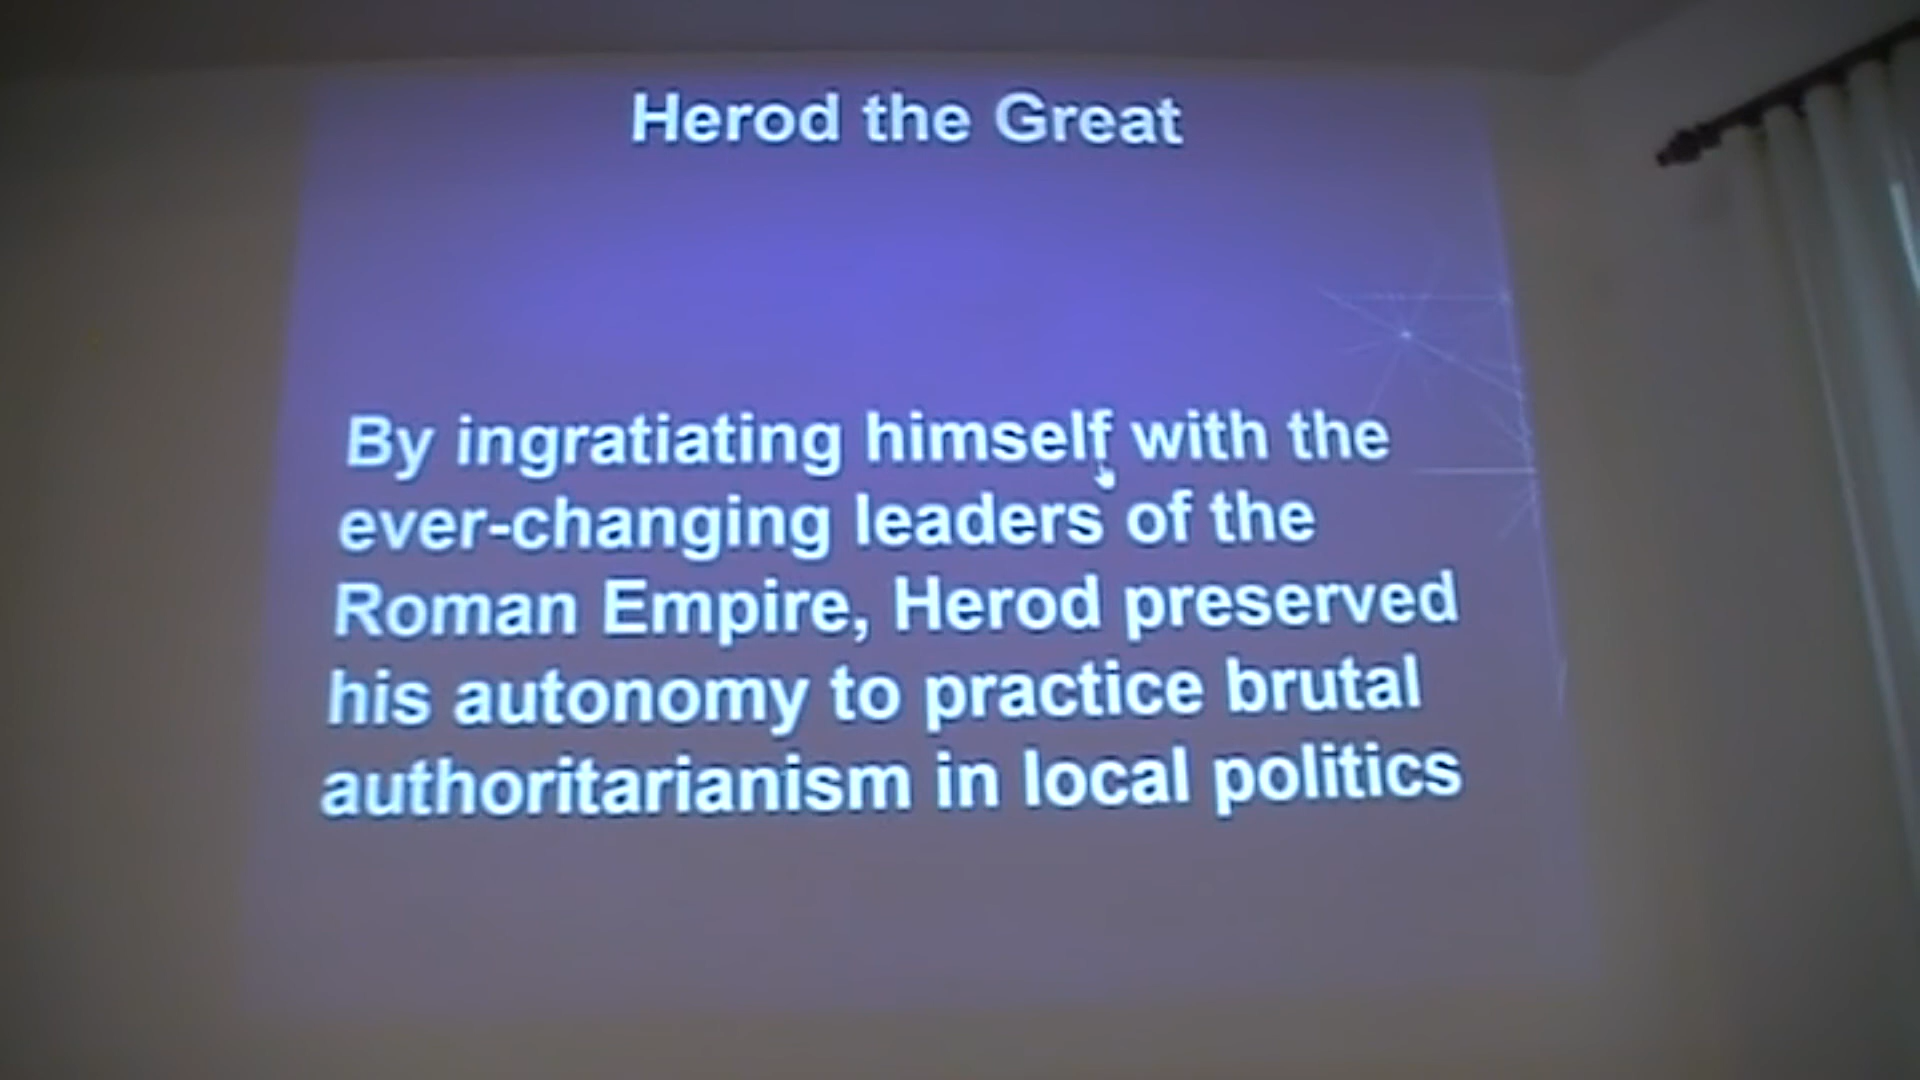 Herod the Great
By ingratiating himself with the
ever-changing leaders of the
Roman Empire, Herod preserved
his autonomy to practice brutal
authoritarianism in local politics